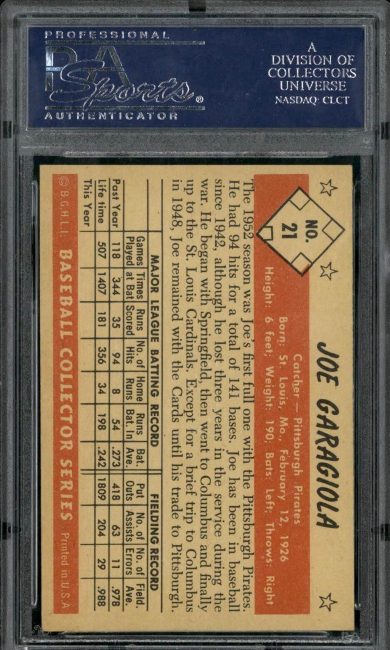 PROFESSIONAL
PSA
Sports®
AUTHENTICATOR
A
DIVISION OF
COLLECTORS
UNIVERSE
NASDAQ: CLCT
NO.
21
JOE GARAGIOLA
Catcher — Pittsburgh Pirates
Born: St. Louis, Mo., February 12, 1926
Height: 6 feet; Weight: 190, Bats: Left; Throws: Right
The 1952 season was Joe's first full one with the Pittsburgh Pirates.
He had 94 hits for a total of 141 bases. Joe has been in baseball
since 1942, although he lost three years in the service during the
war. He began with Springfield, then went to Columbus and finally
up to the St. Louis Cardinals. Except for a brief trip to Columbus
in 1948, Joe remained with the Cards until his trade to Pittsburgh.
MAJOR LEAGUE BATTING RECORD FIELDING RECORD
Games Times Runs No. of Home Runs Bat. Put No. of No. of Field.
Played at Bat Scored Hits Runs Bat. In Ave. Outs Assists Errors Ave.
Past Year 118 344 35 94 8 54 .273 418 63 11 .978
Life time 507 1407 181 356 34 198 .242 1809 204 29 .988
This Year
© B.G.H.L.I. BASEBALL COLLECTOR SERIES Printed in U.S.A